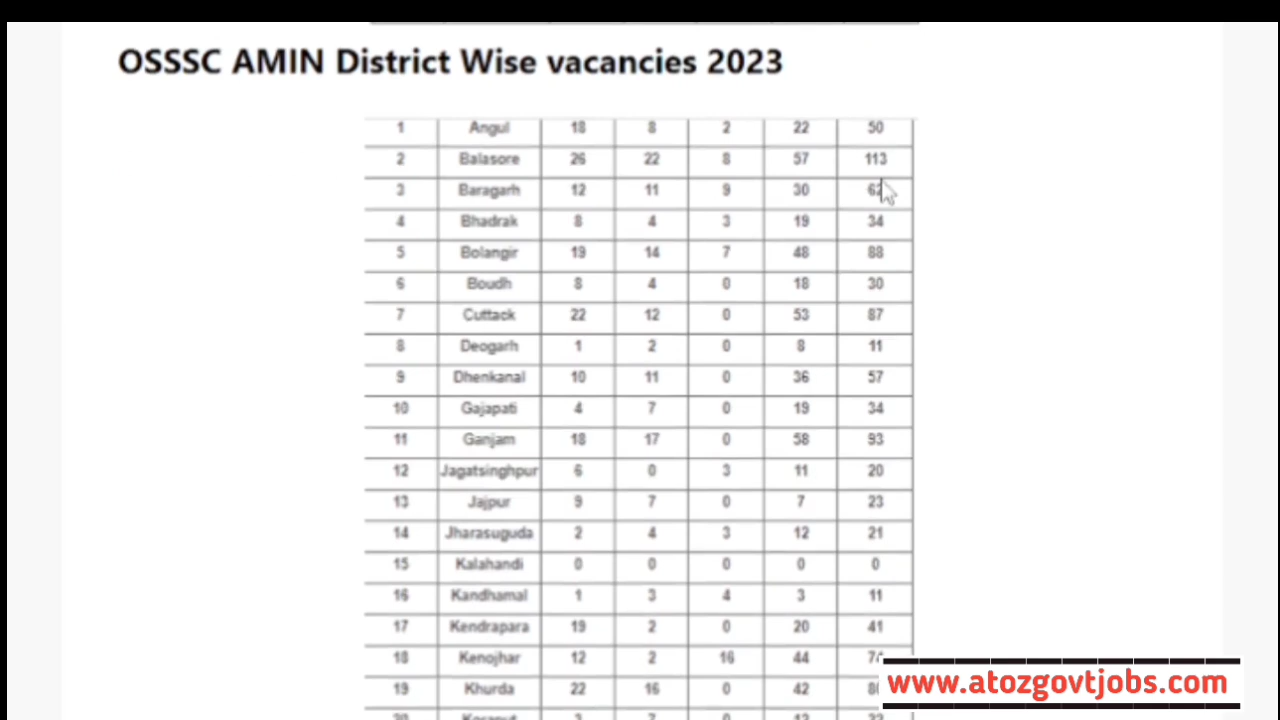 OSSSC AMIN District Wise vacancies 2023
1 Angul 18 8 2 22 50
2 Balasore 26 22 8 57 113
3 Baragarh 12 11 9 30 62
4 Bhadrak 8 4 3 19 34
5 Bolangir 19 14 7 48 88
6 Boudh 8 4 0 18 30
7 Cuttack 22 12 0 53 87
8 Deogarh 1 2 0 8 11
9 Dhenkanal 10 11 0 36 57
10 Gajapati 4 7 0 19 34
11 Ganjam 18 17 0 58 93
12 Jagatsinghpur 6 0 3 11 20
13 Jajpur 9 7 0 7 23
14 Jharasuguda 2 4 3 12 21
15 Kalahandi 0 0 0 0 0
16 Kandhamal 1 3 4 3 11
17 Kendrapara 19 2 0 20 41
18 Kenojhar 12 2 16 44
19 Khurda 22 16 0 42
www.atozgovtjobs.com